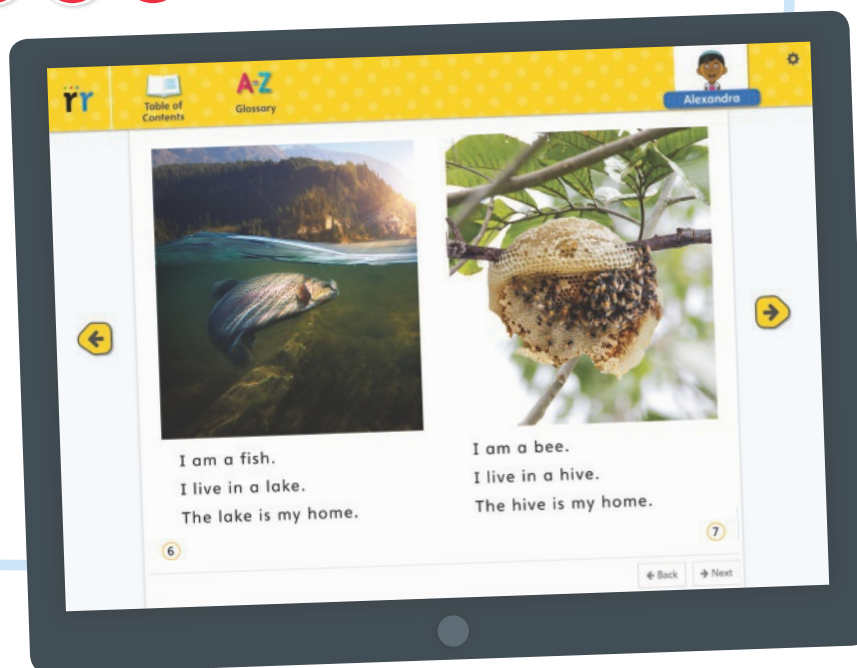 rr
Table of
Contents
A-Z
Glossary
Alexandra
I am a fish.
I live in a lake.
The lake is my home.
6
I am a bee.
I live in a hive.
The hive is my home.
7
Back
Next